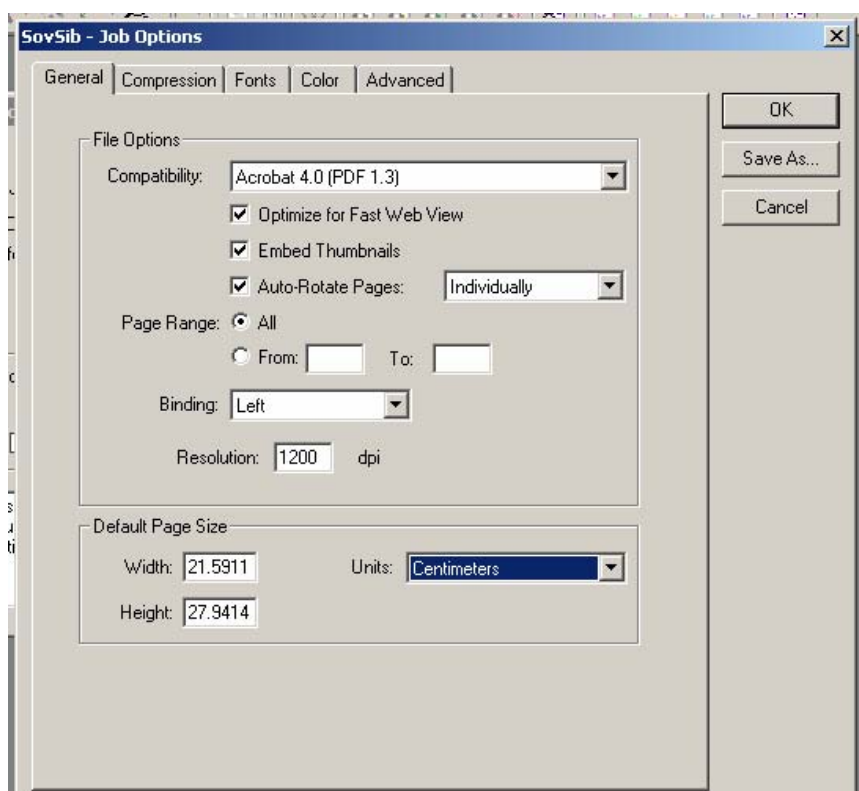 SovSib - Job Options
General Compression Fonts Color Advanced
OK
Save As...
Cancel
File Options
Compatibility: Acrobat 4.0 (PDF 1.3)
Optimize for Fast Web View
Embed Thumbnails
Auto-Rotate Pages: Individually
Page Range: All
From: To:
Binding: Left
Resolution: 1200 dpi
Default Page Size
Width: 21.5911 Units: Centimeters
Height: 27.9414